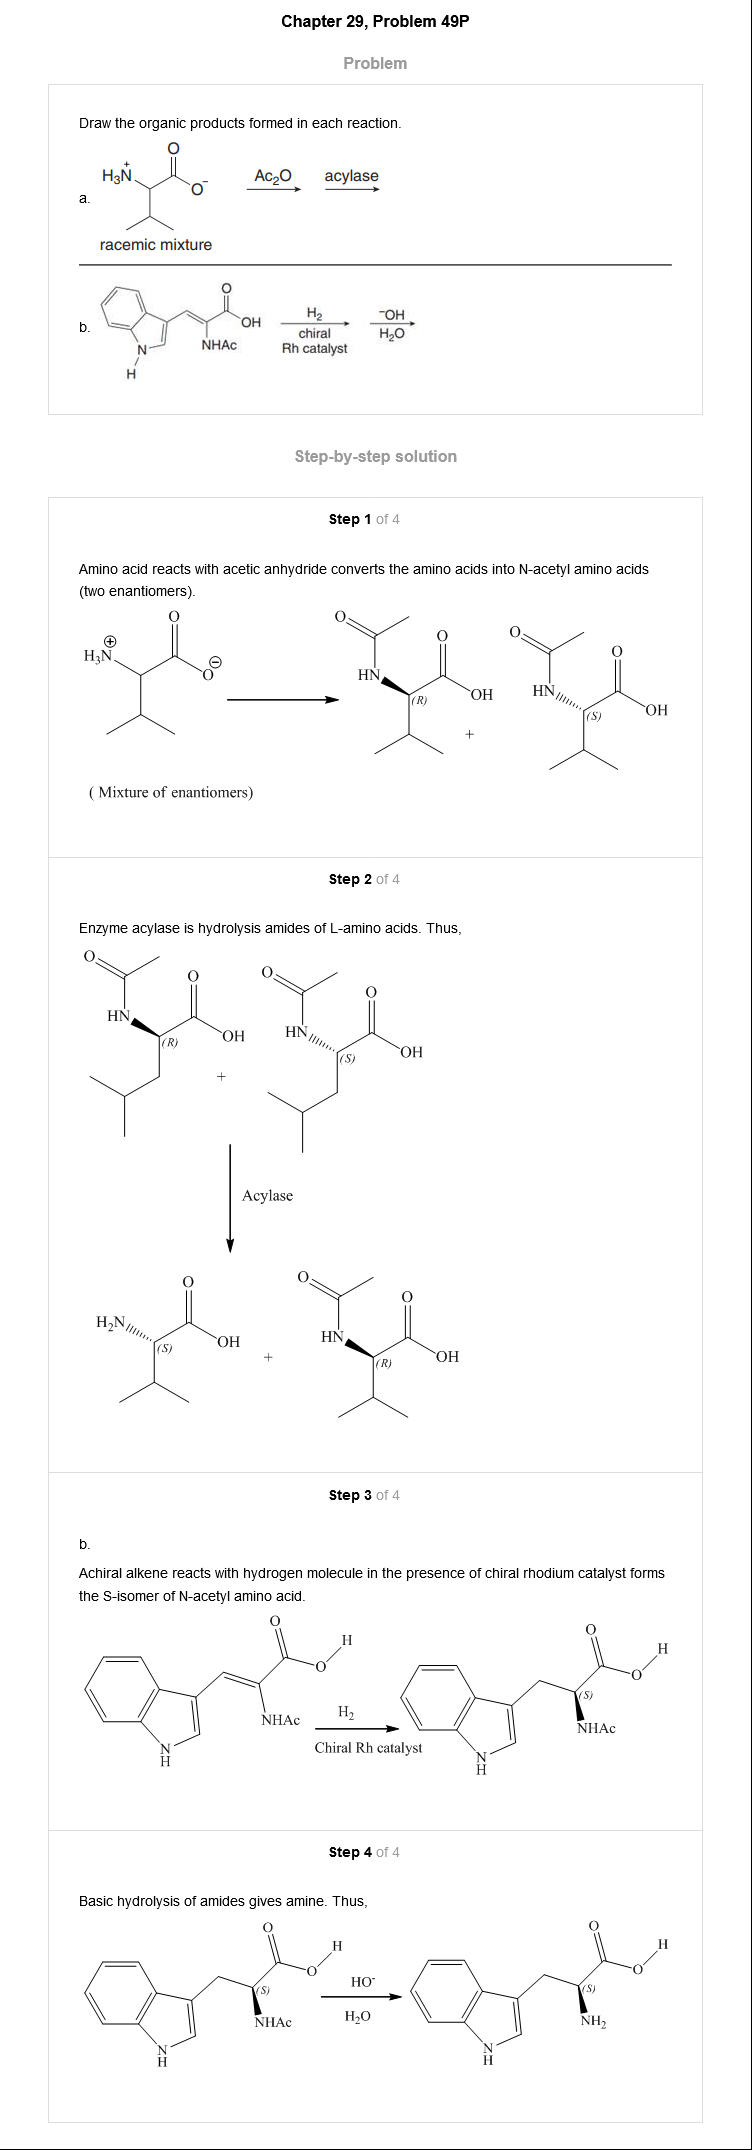 Chapter 29, Problem 49P
Problem
Draw the organic products formed in each reaction.
a.
H₃N⁺
O
O⁻
Ac₂O
acylase
racemic mixture
b.
O
OH
NHAc
N
H
H₂
chiral
Rh catalyst
⁻OH
H₂O
Step-by-step solution
Step 1 of 4
Amino acid reacts with acetic anhydride converts the amino acids into N-acetyl amino acids
(two enantiomers).
⊕
H₃N
O
⊖
O
O
HN
(R)
O
OH
+
O
HN
(S)
O
OH
( Mixture of enantiomers)
Step 2 of 4
Enzyme acylase is hydrolysis amides of L-amino acids. Thus,
O
HN
(R)
O
OH
+
O
HN
(S)
O
OH
Acylase
H₂N
(S)
O
OH
+
O
HN
(R)
O
OH
Step 3 of 4
b.
Achiral alkene reacts with hydrogen molecule in the presence of chiral rhodium catalyst forms
the S-isomer of N-acetyl amino acid.
O
H
O
NHAc
N
H
H₂
Chiral Rh catalyst
O
H
O
(S)
NHAc
N
H
Step 4 of 4
Basic hydrolysis of amides gives amine. Thus,
O
H
O
(S)
NHAc
N
H
HO⁻
H₂O
O
H
O
(S)
NH₂
N
H